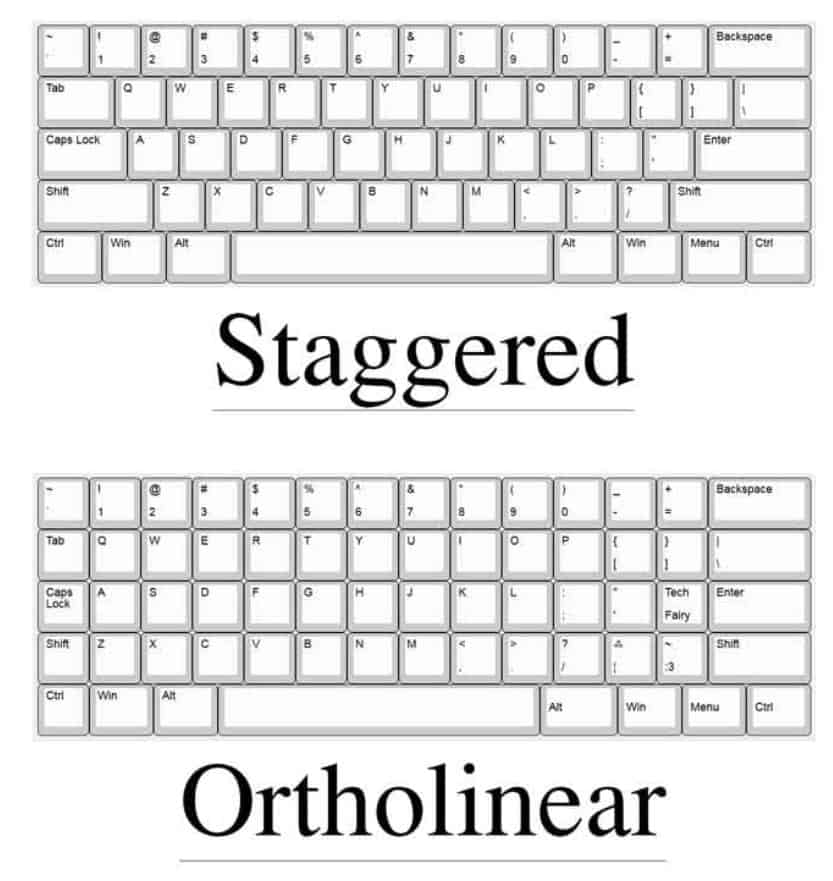 ~ ! @ # $ % ^ & * ( ) _ + Backspace
` 1 2 3 4 5 6 7 8 9 0 - =
Tab Q W E R T Y U I O P { } |
[ ] \
Caps Lock A S D F G H J K L : " Enter
; '
Shift Z X C V B N M < > ? Shift
, . /
Ctrl Win Alt Alt Win Menu Ctrl
Staggered
~ ! @ # $ % ^ & * ( ) _ + Backspace
` 1 2 3 4 5 6 7 8 9 0 - =
Tab Q W E R T Y U I O P { } |
[ ] \
Caps A S D F G H J K L : " Tech Enter
Lock ; ' Fairy
Shift Z X C V B N M < > ? ~ Shift
, . / :3
Ctrl Win Alt Alt Win Menu Ctrl
Ortholinear